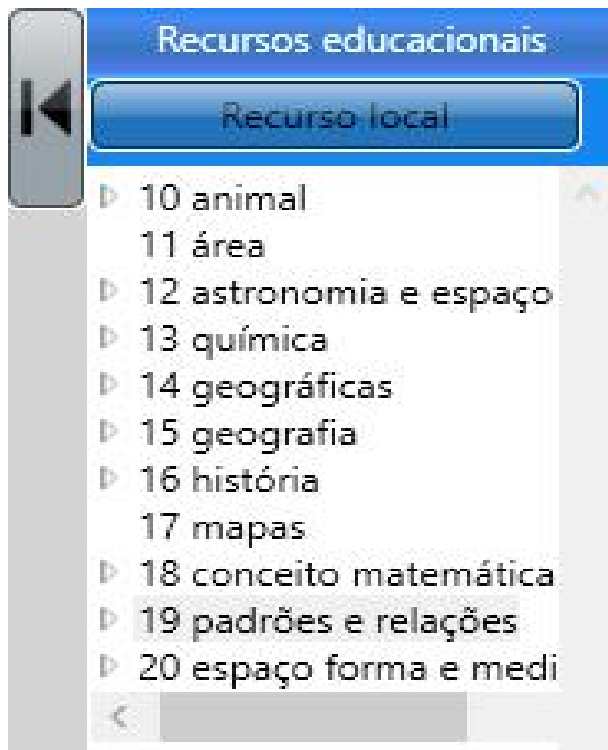 Recursos educacionais
Recurso local
10 animal
11 área
12 astronomia e espaço
13 química
14 geográficas
15 geografia
16 história
17 mapas
18 conceito matemática
19 padrões e relações
20 espaço forma e medi